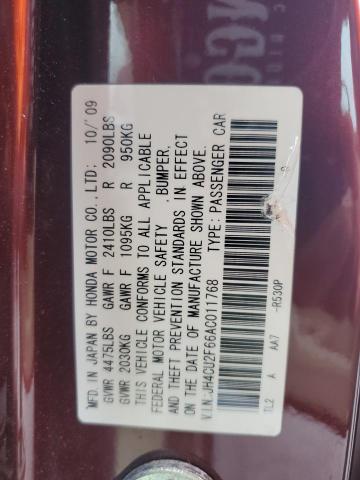 MFD. IN JAPAN BY HONDA MOTOR CO., LTD: 10/'09
GVWR 4475LBS GAWR F 2410LBS R 2090LBS
GVWR 2030KG GAWR F 1095KG R 950KG
THIS VEHICLE CONFORMS TO ALL APPLICABLE
FEDERAL MOTOR VEHICLE SAFETY, BUMPER,
AND THEFT PREVENTION STANDARDS IN EFFECT
ON THE DATE OF MANUFACTURE SHOWN ABOVE.
V.I.N: JH4CU2F66AC011768 TYPE: PASSENGER CAR
-R530P B
TL2 A AA7